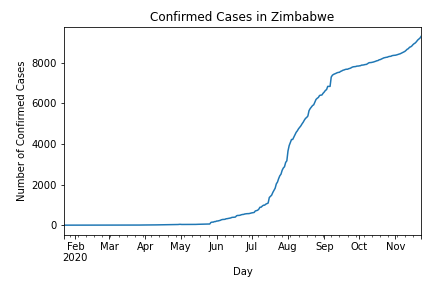 Confirmed Cases in Zimbabwe
Number of Confirmed Cases
8000
6000
4000
2000
0
Feb Mar Apr May Jun Jul Aug Sep Oct Nov
2020
Day